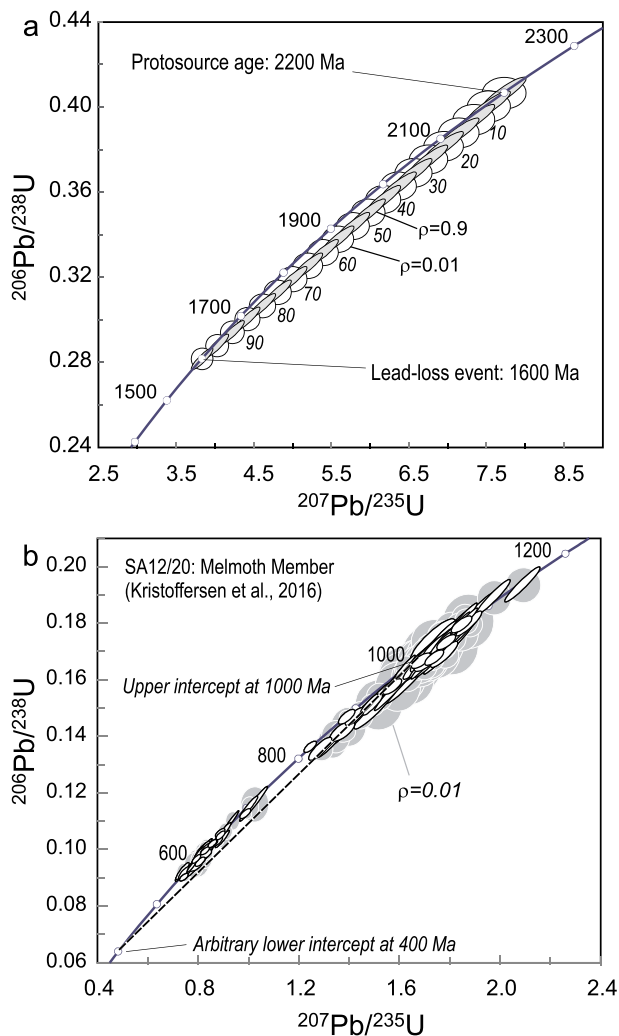 a
0.44
0.40
0.36
0.32
0.28
0.24
²⁰⁶Pb/²³⁸U
Protosource age: 2200 Ma
2300
2100
1900
1700
1500
10
20
30
40
50
60
70
80
90
ρ=0.9
ρ=0.01
Lead-loss event: 1600 Ma
2.5 3.5 4.5 5.5 6.5 7.5 8.5
²⁰⁷Pb/²³⁵U
b
0.20
0.18
0.16
0.14
0.12
0.10
0.08
0.06
²⁰⁶Pb/²³⁸U
SA12/20: Melmoth Member
(Kristoffersen et al., 2016)
1200
1000
Upper intercept at 1000 Ma
800
ρ=0.01
600
Arbitrary lower intercept at 400 Ma
0.4 0.8 1.2 1.6 2.0 2.4
²⁰⁷Pb/²³⁵U